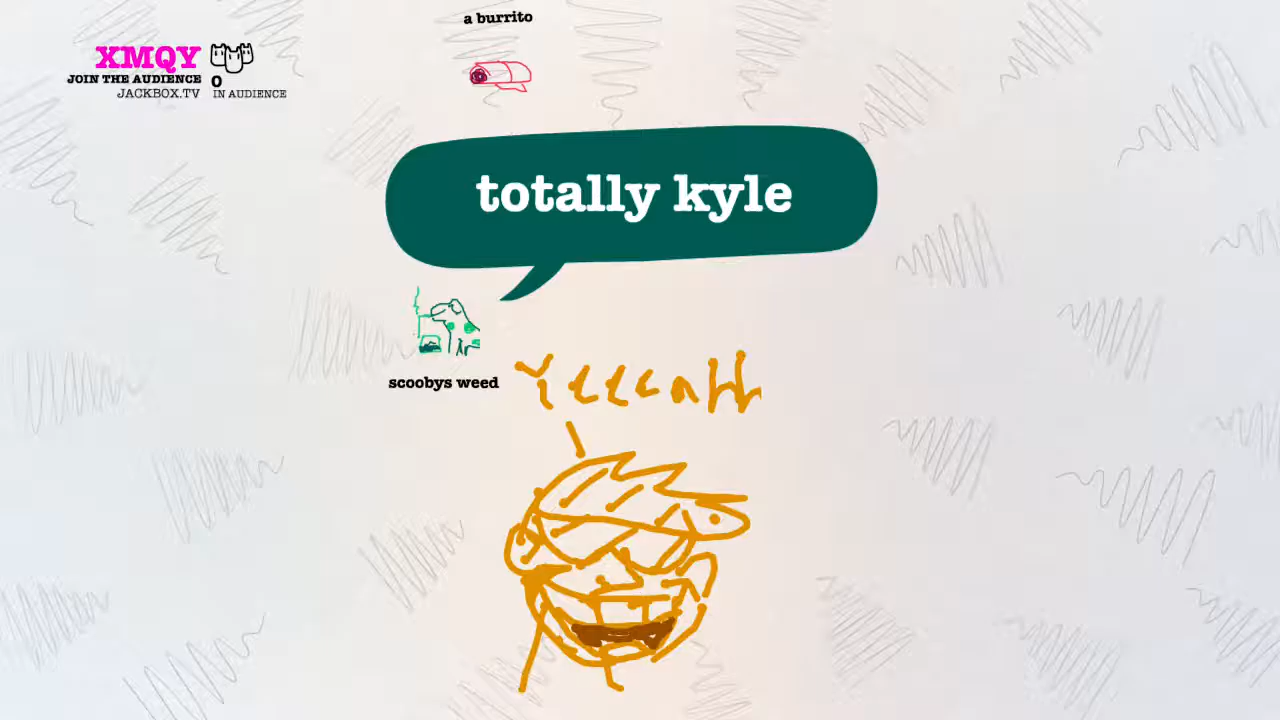 a burrito
XMQY
JOIN THE AUDIENCE
JACKBOX.TV
0
IN AUDIENCE
totally kyle
scoobys weed
Yeeeahh